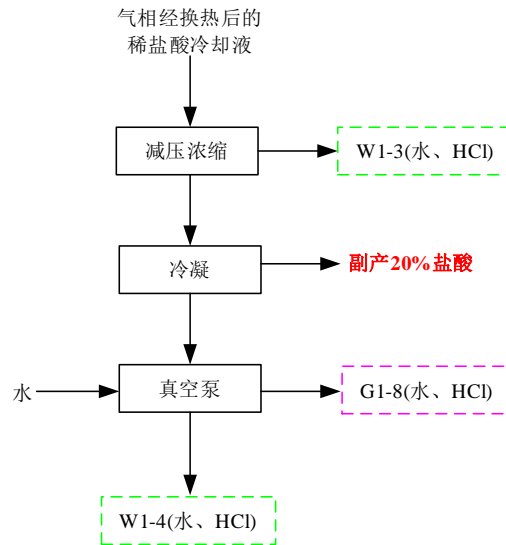 气相经换热后的
稀盐酸冷却液
减压浓缩
W1-3(水、HCl)
冷凝
副产20%盐酸
水
真空泵
G1-8(水、HCl)
W1-4(水、HCl)